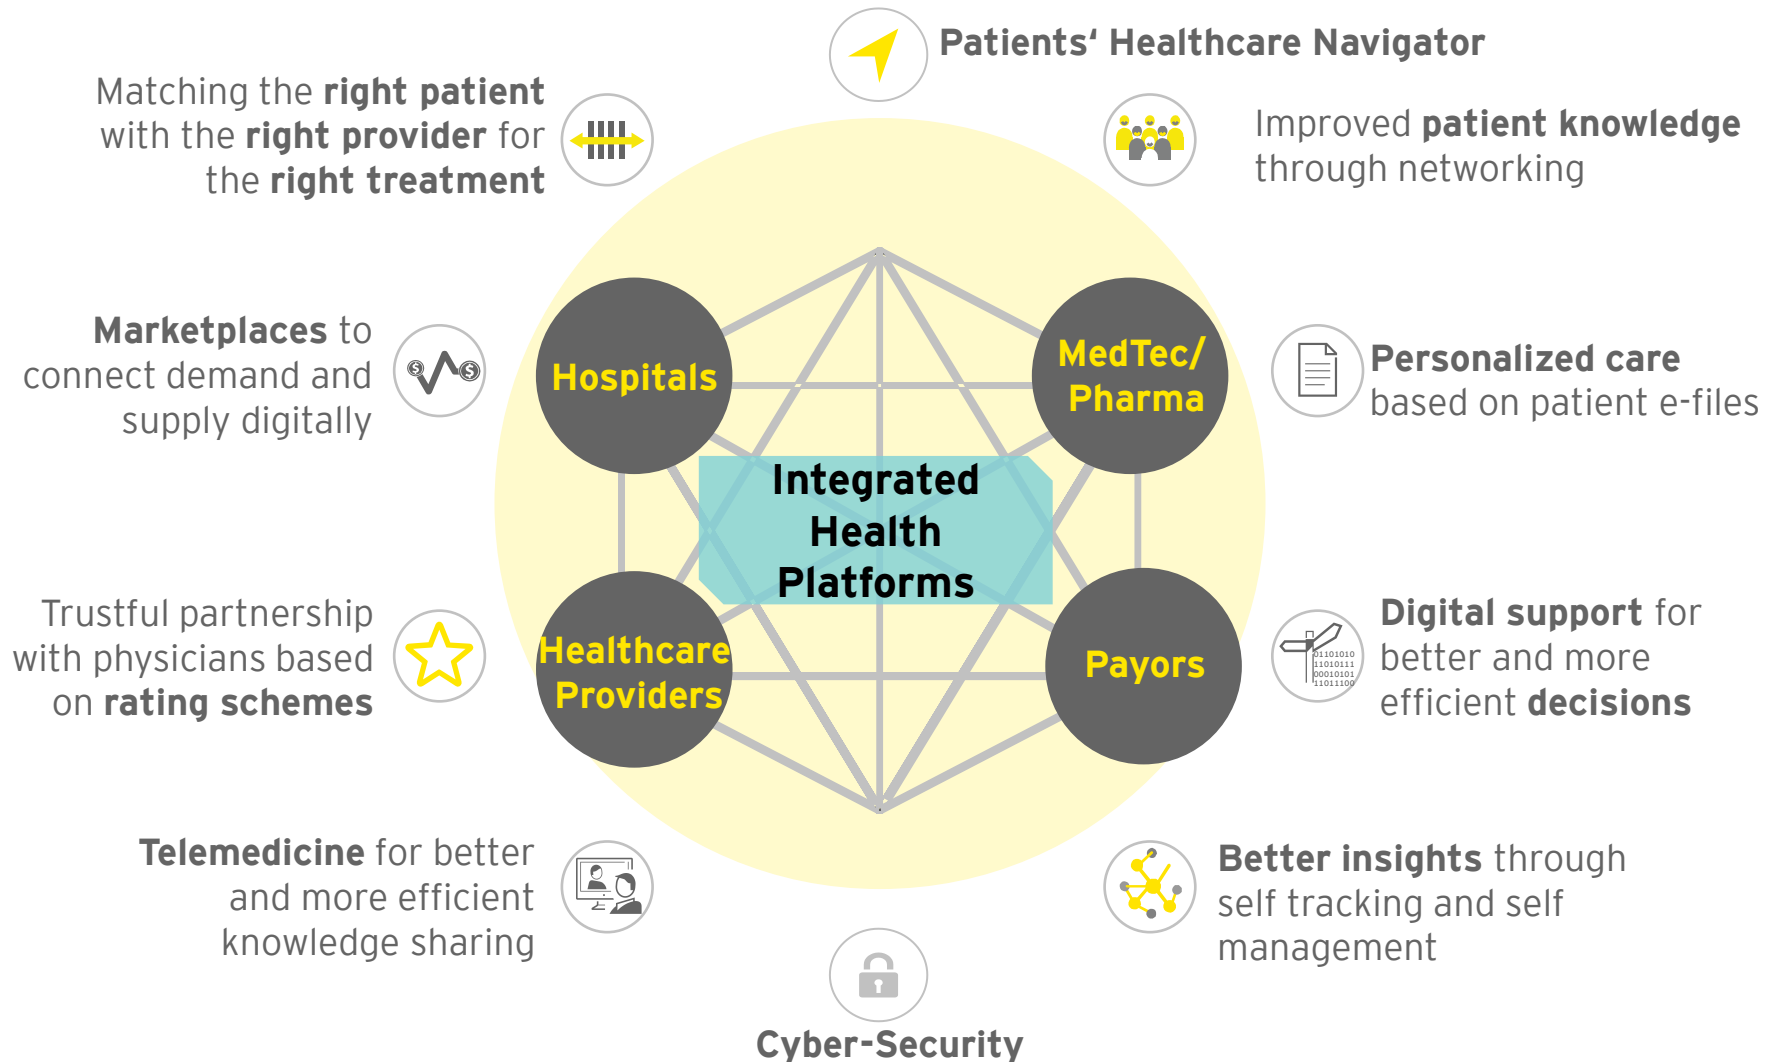 Patients‘ Healthcare Navigator
Matching the right patient
with the right provider for
the right treatment
Improved patient knowledge
through networking
Marketplaces to
connect demand and
supply digitally
$
$
Hospitals
MedTec/
Pharma
Personalized care
based on patient e-files
Integrated
Health
Platforms
Trustful partnership
with physicians based
on rating schemes
Healthcare
Providers
Payors
01101010
11010111
00010101
11011100
Digital support for
better and more
efficient decisions
Telemedicine for better
and more efficient
knowledge sharing
Better insights through
self tracking and self
management
Cyber-Security